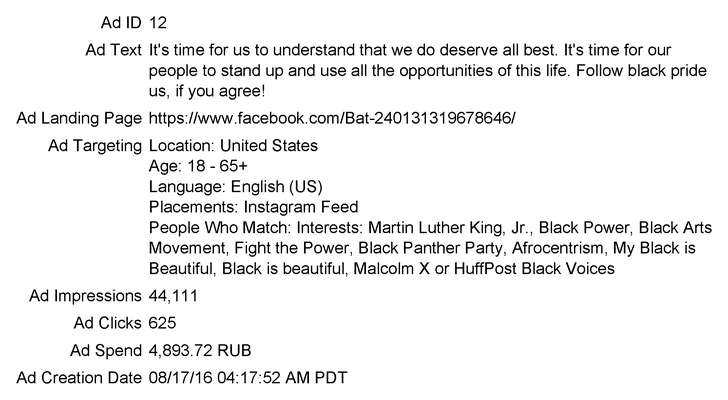 Ad ID 12
Ad Text It's time for us to understand that we do deserve all best. It's time for our
people to stand up and use all the opportunities of this life. Follow black pride
us, if you agree!
Ad Landing Page https://www.facebook.com/Bat-240131319678646/
Ad Targeting Location: United States
Age: 18 - 65+
Language: English (US)
Placements: Instagram Feed
People Who Match: Interests: Martin Luther King, Jr., Black Power, Black Arts
Movement, Fight the Power, Black Panther Party, Afrocentrism, My Black is
Beautiful, Black is beautiful, Malcolm X or HuffPost Black Voices
Ad Impressions 44,111
Ad Clicks 625
Ad Spend 4,893.72 RUB
Ad Creation Date 08/17/16 04:17:52 AM PDT